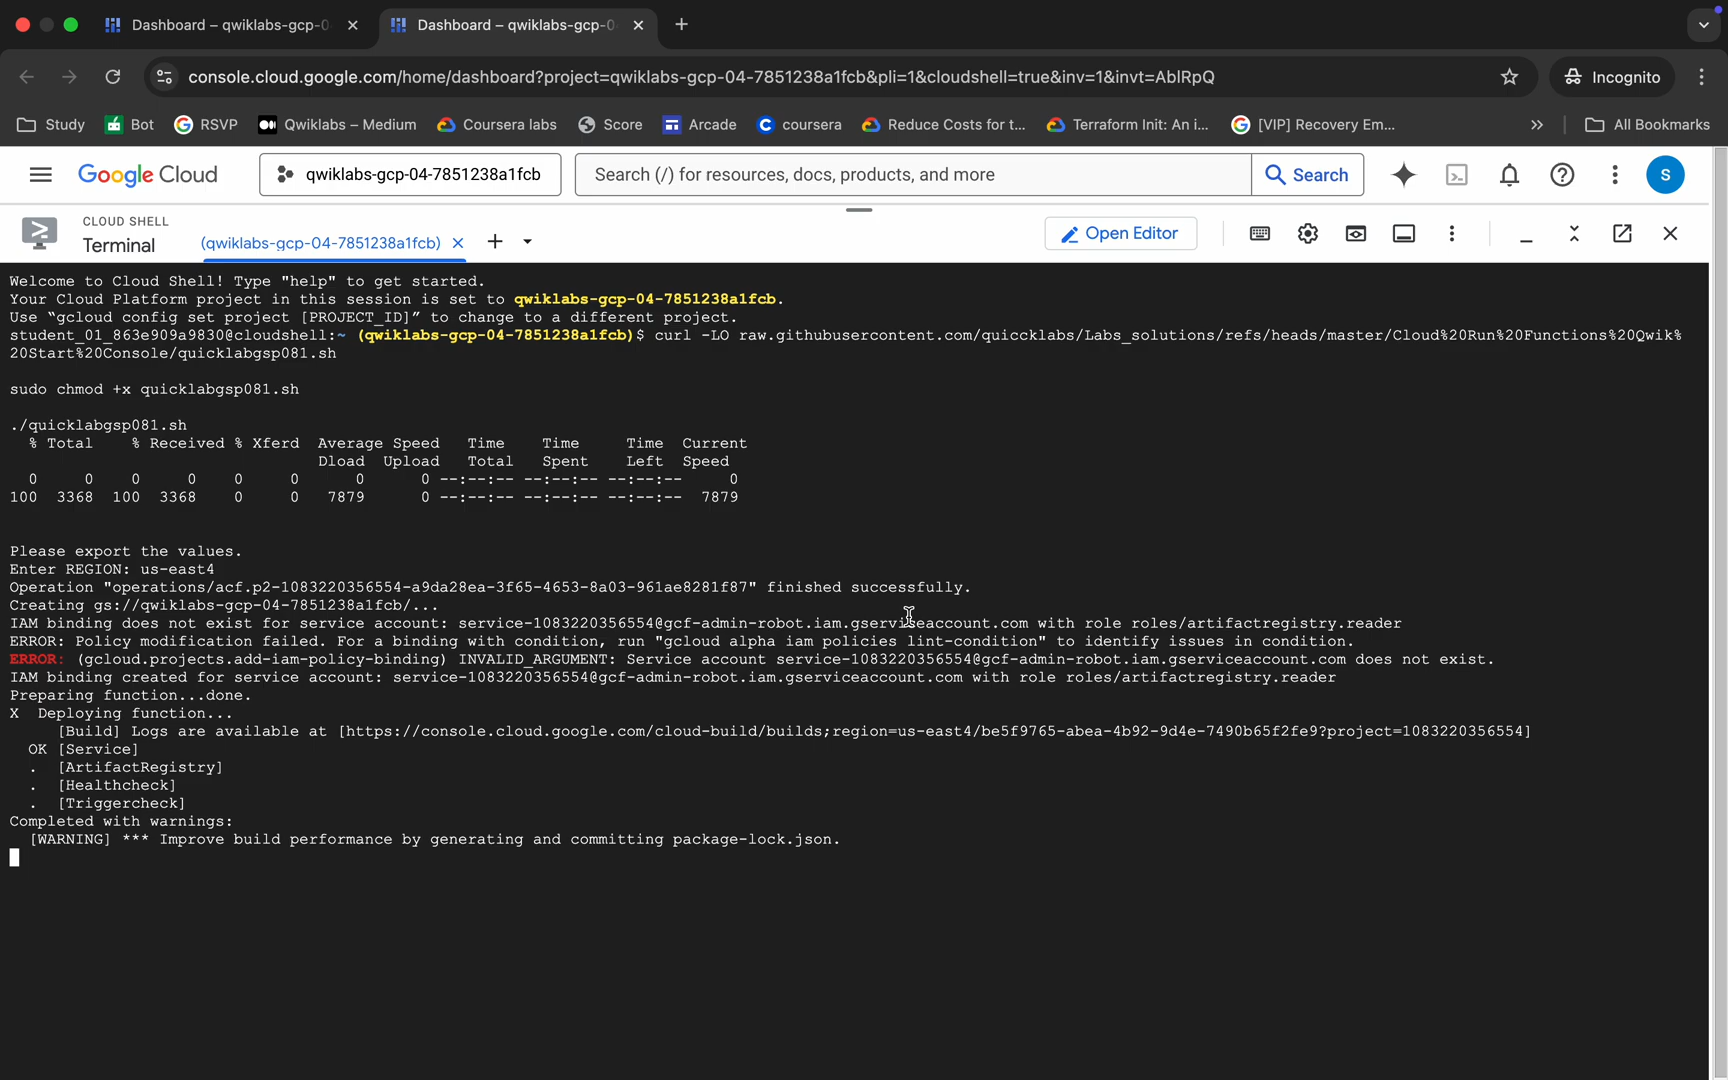 Dashboard – qwiklabs-gcp-0
Dashboard – qwiklabs-gcp-0
console.cloud.google.com/home/dashboard?project=qwiklabs-gcp-04-7851238a1fcb&pli=1&cloudshell=true&inv=1&invt=AblRpQ
Incognito
Study
Bot
RSVP
Qwiklabs – Medium
Coursera labs
Score
Arcade
coursera
Reduce Costs for t...
Terraform Init: An i...
[VIP] Recovery Em...
All Bookmarks
Google Cloud
qwiklabs-gcp-04-7851238a1fcb
Search (/) for resources, docs, products, and more
Search
S
CLOUD SHELL
Terminal
(qwiklabs-gcp-04-7851238a1fcb)
Open Editor
Welcome to Cloud Shell! Type "help" to get started.
Your Cloud Platform project in this session is set to qwiklabs-gcp-04-7851238a1fcb.
Use “gcloud config set project [PROJECT_ID]” to change to a different project.
student_01_863e909a9830@cloudshell:~ (qwiklabs-gcp-04-7851238a1fcb)$ curl -LO raw.githubusercontent.com/quiccklabs/Labs_solutions/refs/heads/master/Cloud%20Run%20Functions%20Qwik%
20Start%20Console/quicklabgsp081.sh
sudo chmod +x quicklabgsp081.sh
./quicklabgsp081.sh
% Total % Received % Xferd Average Speed Time Time Time Current
Dload Upload Total Spent Left Speed
0 0 0 0 0 0 0 0 --:--:-- --:--:-- --:--:-- 0
100 3368 100 3368 0 0 7879 0 --:--:-- --:--:-- --:--:-- 7879
Please export the values.
Enter REGION: us-east4
Operation "operations/acf.p2-1083220356554-a9da28ea-3f65-4653-8a03-961ae8281f87" finished successfully.
Creating gs://qwiklabs-gcp-04-7851238a1fcb/...
IAM binding does not exist for service account: service-1083220356554@gcf-admin-robot.iam.gserviceaccount.com with role roles/artifactregistry.reader
ERROR: Policy modification failed. For a binding with condition, run "gcloud alpha iam policies lint-condition" to identify issues in condition.
ERROR: (gcloud.projects.add-iam-policy-binding) INVALID_ARGUMENT: Service account service-1083220356554@gcf-admin-robot.iam.gserviceaccount.com does not exist.
IAM binding created for service account: service-1083220356554@gcf-admin-robot.iam.gserviceaccount.com with role roles/artifactregistry.reader
Preparing function...done.
X Deploying function...
[Build] Logs are available at [https://console.cloud.google.com/cloud-build/builds;region=us-east4/be5f9765-abea-4b92-9d4e-7490b65f2fe9?project=1083220356554]
OK [Service]
. [ArtifactRegistry]
. [Healthcheck]
. [Triggercheck]
Completed with warnings:
[WARNING] *** Improve build performance by generating and committing package-lock.json.